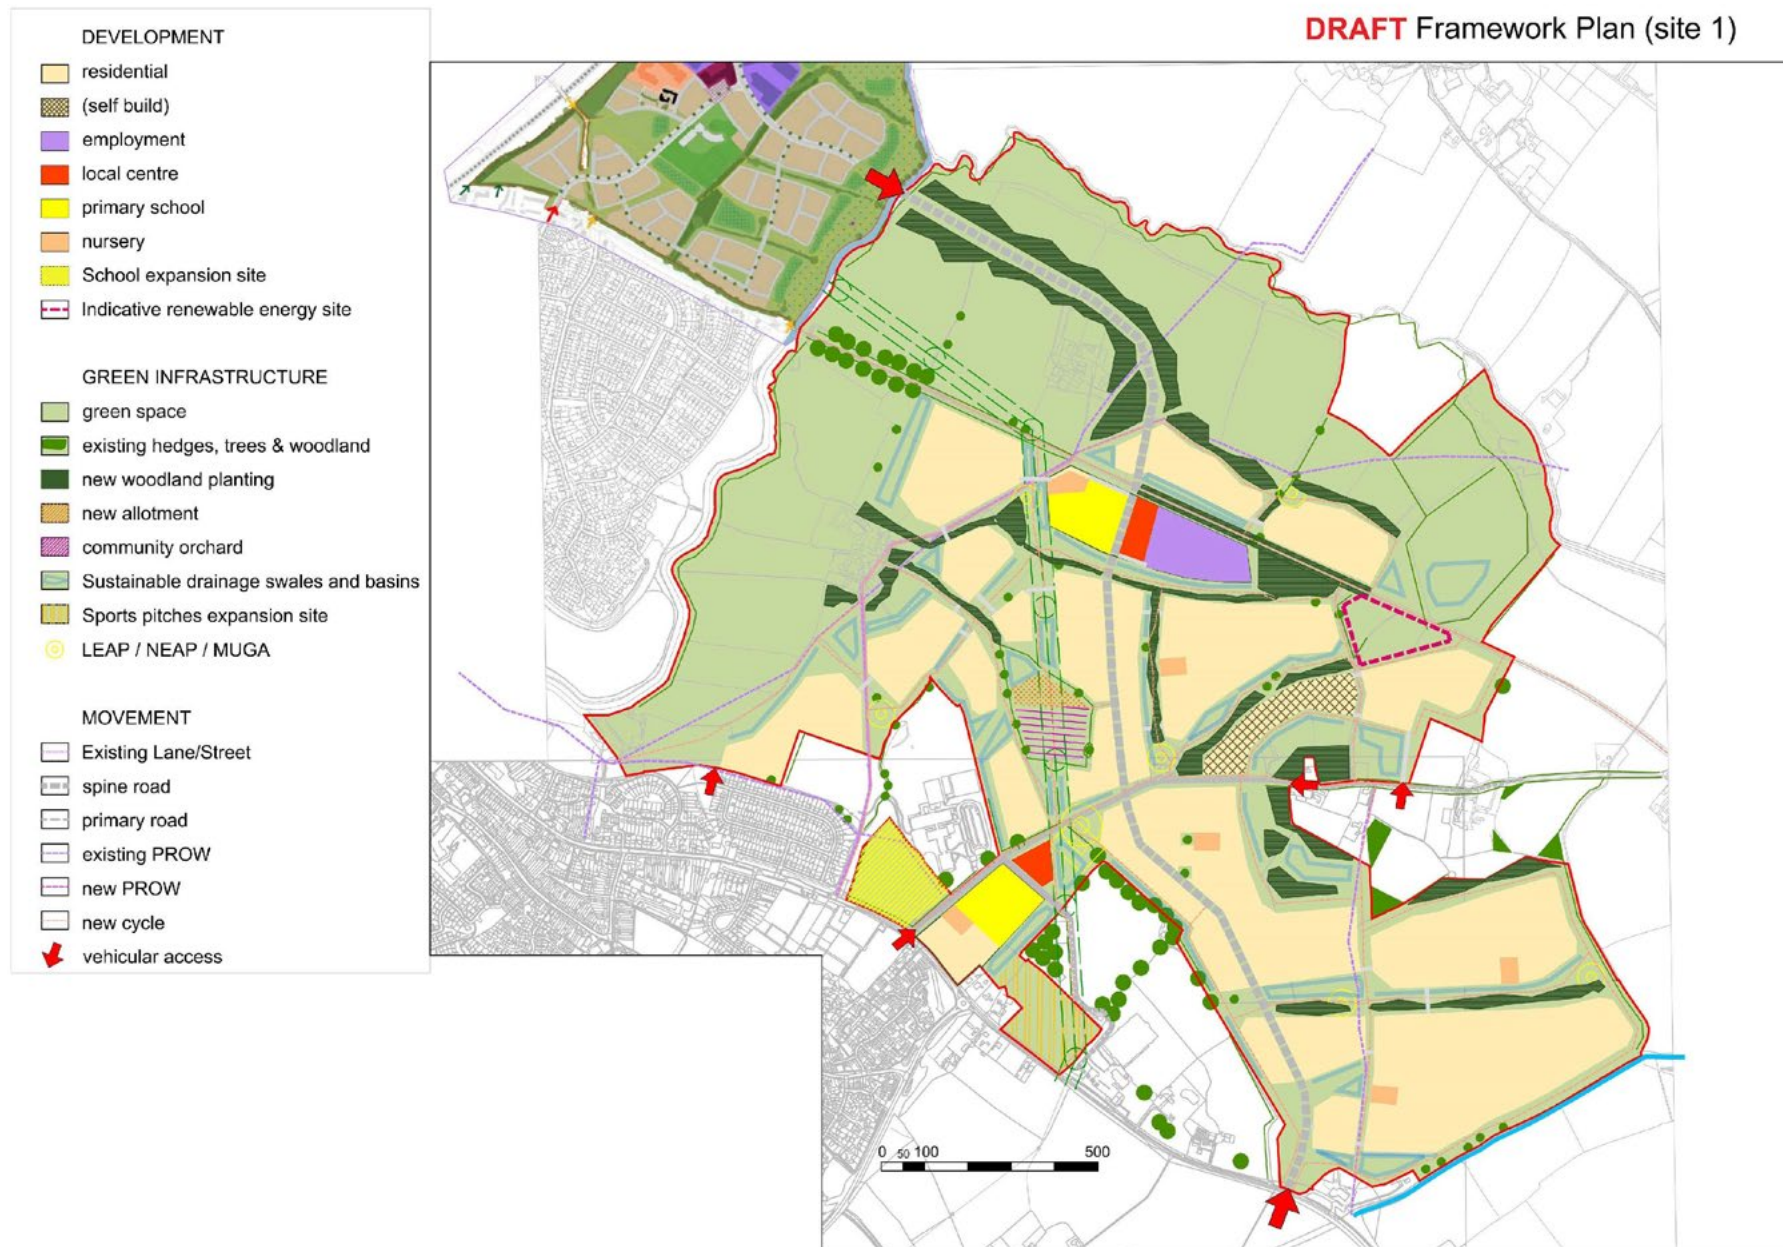 DRAFT Framework Plan (site 1)
DEVELOPMENT
residential
(self build)
employment
local centre
primary school
nursery
School expansion site
Indicative renewable energy site
GREEN INFRASTRUCTURE
green space
existing hedges, trees & woodland
new woodland planting
new allotment
community orchard
Sustainable drainage swales and basins
Sports pitches expansion site
LEAP / NEAP / MUGA
MOVEMENT
Existing Lane/Street
spine road
primary road
existing PROW
new PROW
new cycle
vehicular access
0 50 100 500